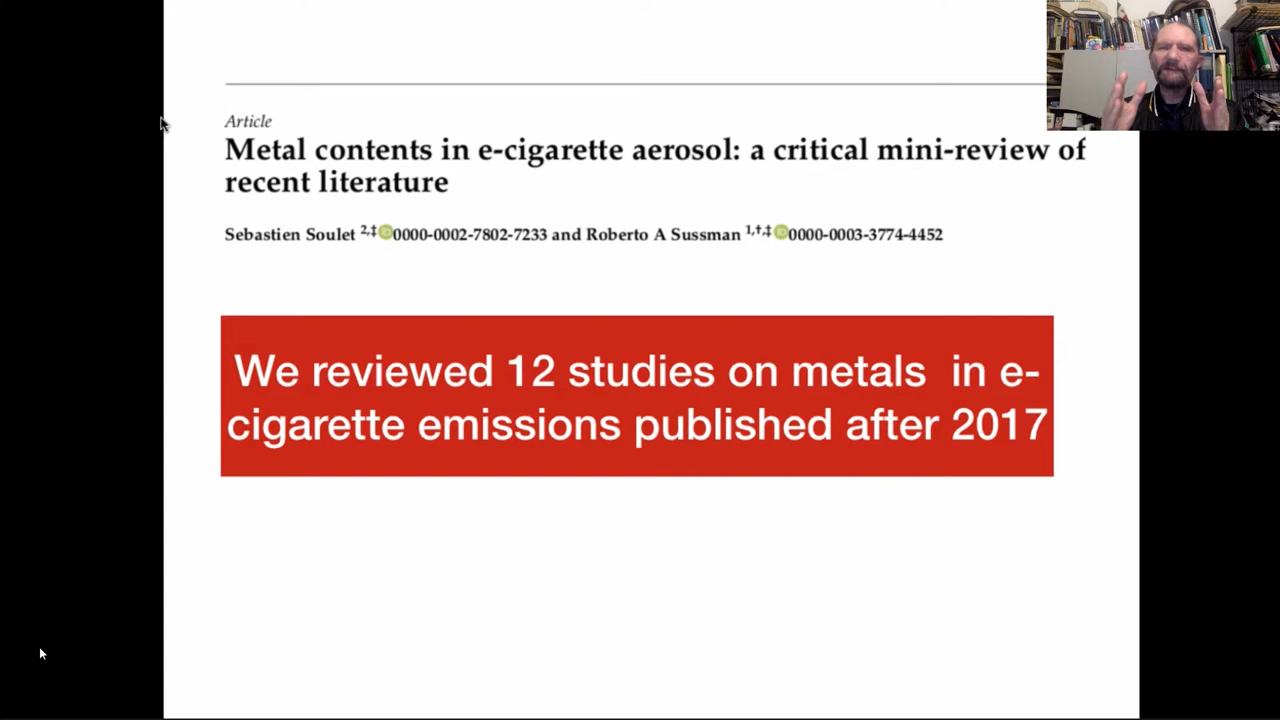 Article
Metal contents in e-cigarette aerosol: a critical mini-review of
recent literature
Sebastien Soulet 2,‡ iD 0000-0002-7802-7233 and Roberto A Sussman 1,†,‡ iD 0000-0003-3774-4452
We reviewed 12 studies on metals  in e-
cigarette emissions published after 2017